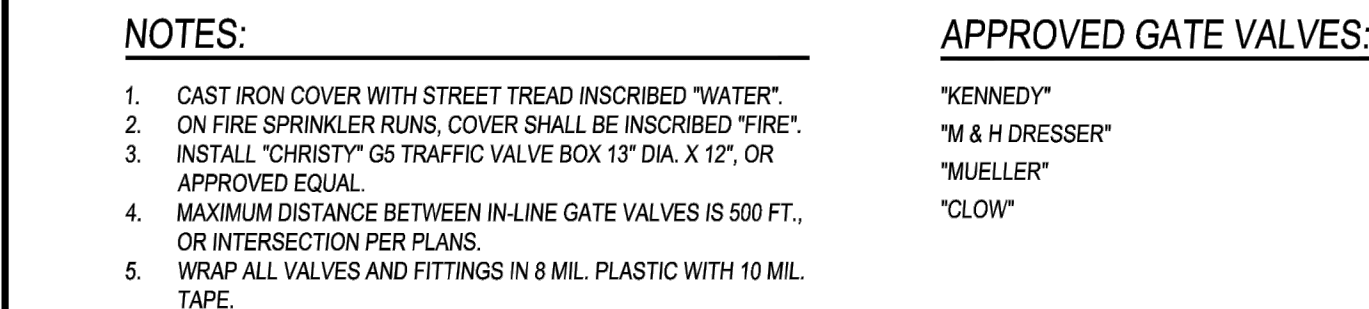 NOTES:
1. CAST IRON COVER WITH STREET TREAD INSCRIBED "WATER".
2. ON FIRE SPRINKLER RUNS, COVER SHALL BE INSCRIBED "FIRE".
3. INSTALL "CHRISTY" G5 TRAFFIC VALVE BOX 13" DIA. X 12", OR
APPROVED EQUAL.
4. MAXIMUM DISTANCE BETWEEN IN-LINE GATE VALVES IS 500 FT.,
OR INTERSECTION PER PLANS.
5. WRAP ALL VALVES AND FITTINGS IN 8 MIL. PLASTIC WITH 10 MIL.
TAPE.
APPROVED GATE VALVES:
"KENNEDY"
"M & H DRESSER"
"MUELLER"
"CLOW"